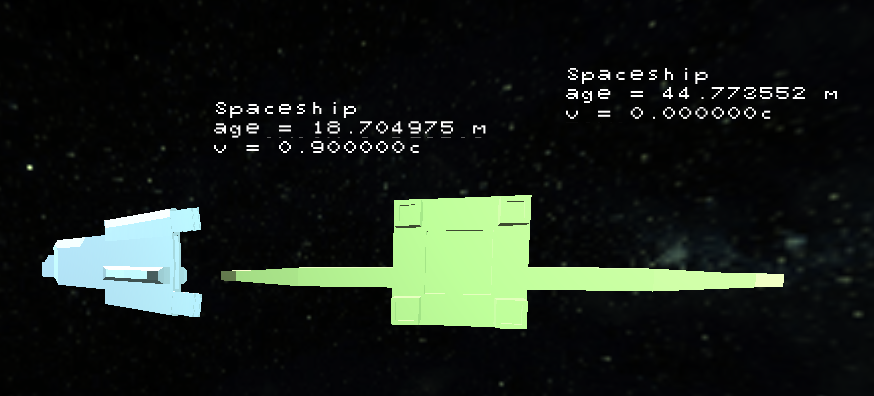 Spaceship
age = 18.704975 m
v = 0.900000c
Spaceship
age = 44.773552 m
v = 0.000000c